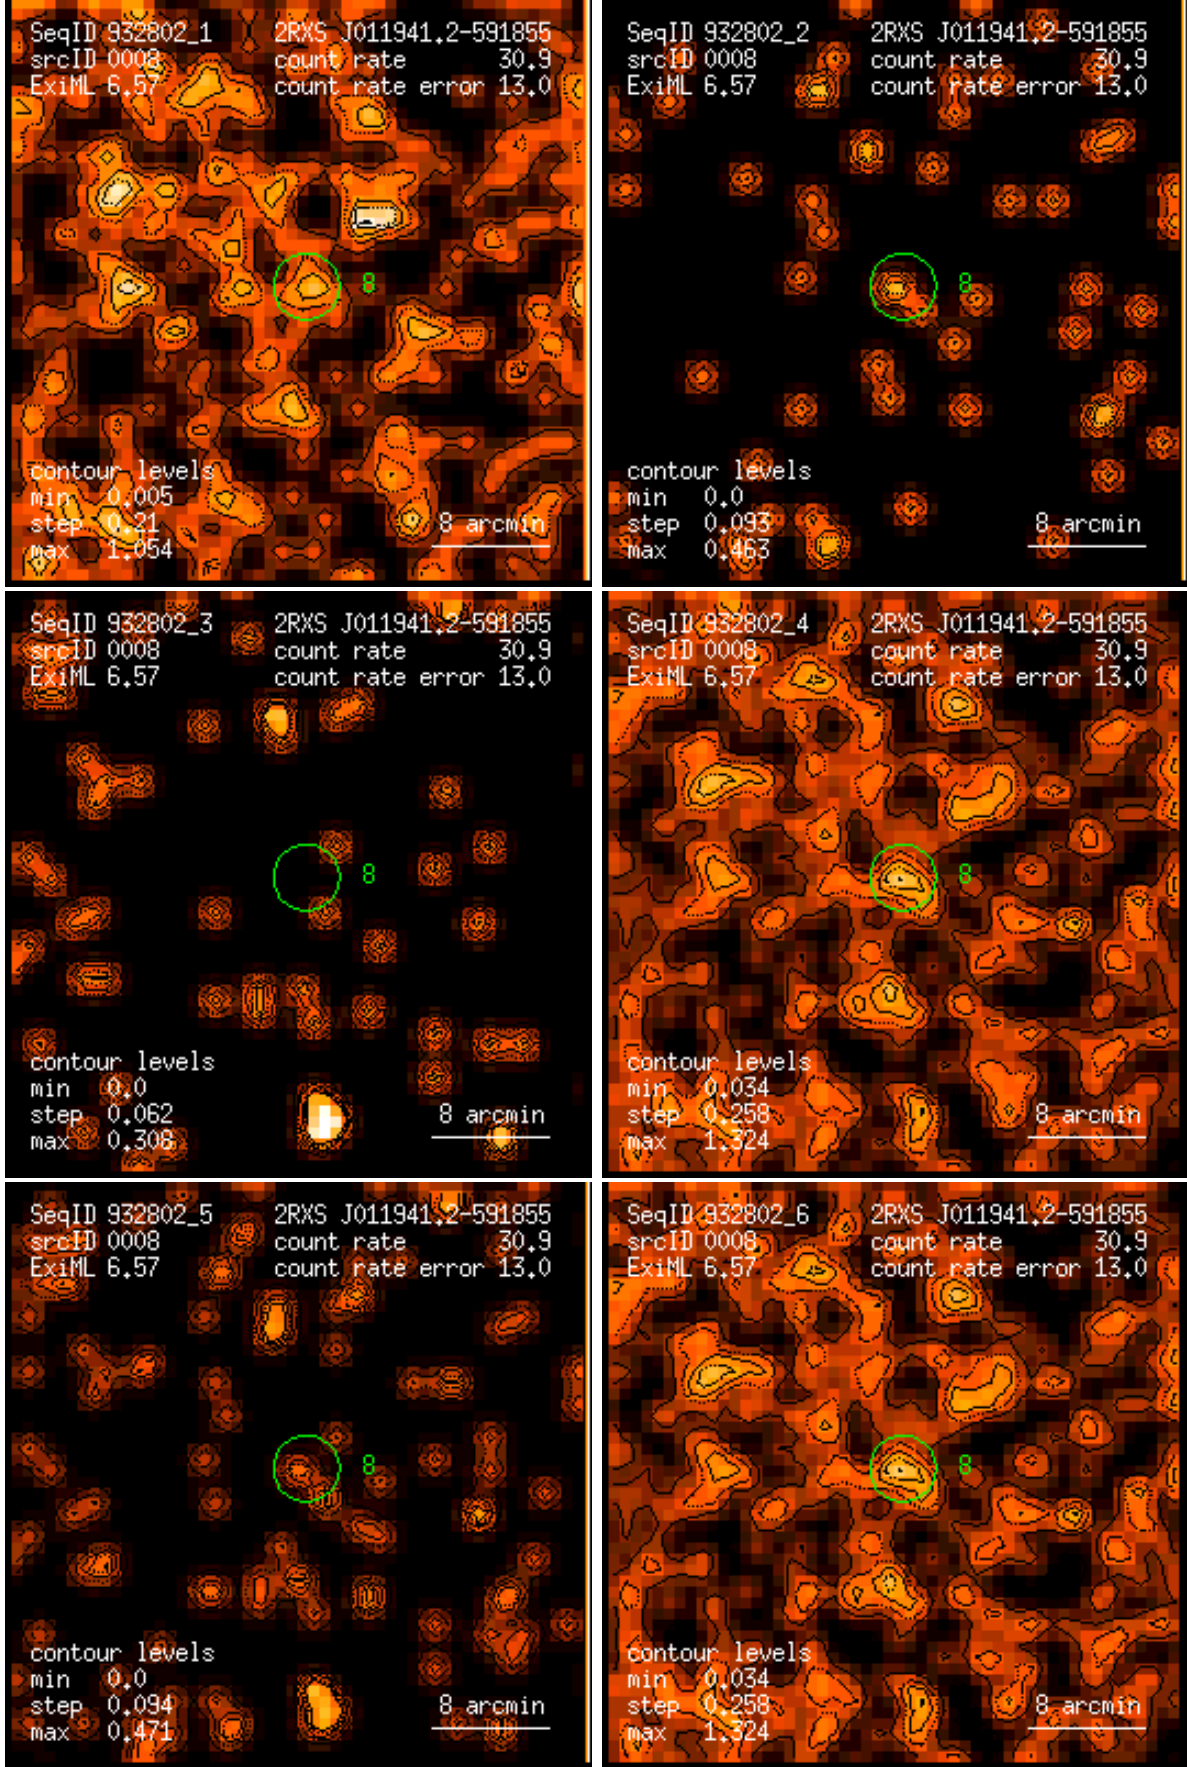 SeqID 932802_1 2RXS J011941.2-591855
srcID 0008 count rate 30.9
ExiML 6.57 count rate error 13.0
8
contour levels
min 0.005
step 0.21 8 arcmin
max 1.054
SeqID 932802_2 2RXS J011941.2-591855
srcID 0008 count rate 30.9
ExiML 6.57 count rate error 13.0
8
contour levels
min 0.0
step 0.093 8 arcmin
max 0.463
SeqID 932802_3 2RXS J011941.2-591855
srcID 0008 count rate 30.9
ExiML 6.57 count rate error 13.0
8
contour levels
min 0.0
step 0.062 8 arcmin
max 0.308
SeqID 932802_4 2RXS J011941.2-591855
srcID 0008 count rate 30.9
ExiML 6.57 count rate error 13.0
8
contour levels
min 0.034
step 0.258 8 arcmin
max 1.324
SeqID 932802_5 2RXS J011941.2-591855
srcID 0008 count rate 30.9
ExiML 6.57 count rate error 13.0
8
contour levels
min 0.0
step 0.094 8 arcmin
max 0.471
SeqID 932802_6 2RXS J011941.2-591855
srcID 0008 count rate 30.9
ExiML 6.57 count rate error 13.0
8
contour levels
min 0.034
step 0.258 8 arcmin
max 1.324